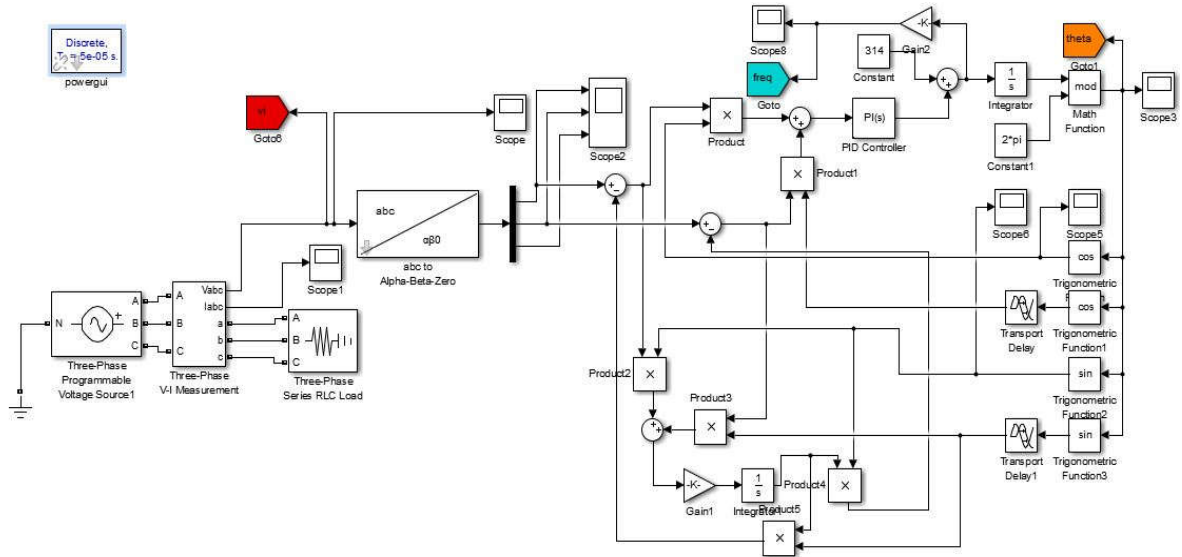 Discrete,
5e-05 s.
powergui
Goto6
Scope
Scope2
Scope8
-K-
Gain2
theta
Goto1
314
Constant
freq
Goto
1
s
Integrator
mod
Math
Function
Scope3
×
Product
++
PI(s)
PID Controller
2*pi
Constant1
×
Product1
abc
αβ0
abc to
Alpha-Beta-Zero
Scope6
Scope5
Scope1
cos
Trigonometric
Vabc
Iabc
A
B
C
a
b
c
N
A
B
C
A
B
C
Three-Phase
Programmable
Voltage Source1
Three-Phase
V-I Measurement
Three-Phase
Series RLC Load
Transport
Delay
cos
Trigonometric
Function1
Product2
×
sin
Trigonometric
Function2
Product3
×
Transport
Delay1
sin
Trigonometric
Function3
-K-
Gain1
1
s
Product4
×
Product5
×